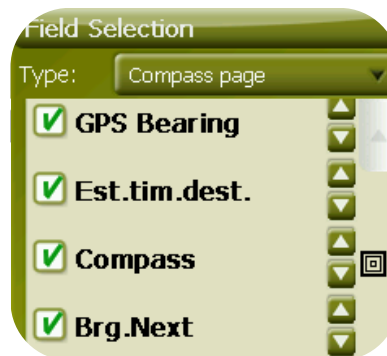 Field Selection
Type: Compass page
GPS Bearing
Est.tim.dest.
Compass
Brg.Next